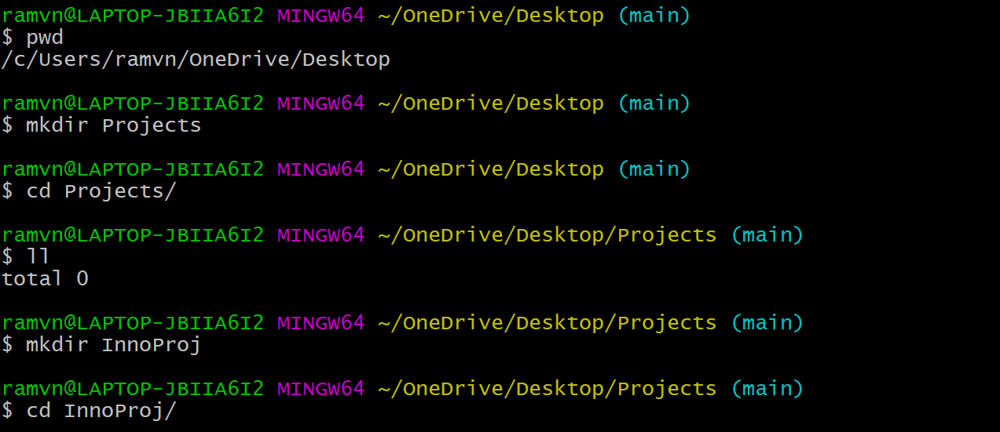 ramvn@LAPTOP-JBIIA6I2 MINGW64 ~/OneDrive/Desktop (main)
$ pwd
/c/Users/ramvn/OneDrive/Desktop
ramvn@LAPTOP-JBIIA6I2 MINGW64 ~/OneDrive/Desktop (main)
$ mkdir Projects
ramvn@LAPTOP-JBIIA6I2 MINGW64 ~/OneDrive/Desktop (main)
$ cd Projects/
ramvn@LAPTOP-JBIIA6I2 MINGW64 ~/OneDrive/Desktop/Projects (main)
$ ll
total 0
ramvn@LAPTOP-JBIIA6I2 MINGW64 ~/OneDrive/Desktop/Projects (main)
$ mkdir InnoProj
ramvn@LAPTOP-JBIIA6I2 MINGW64 ~/OneDrive/Desktop/Projects (main)
$ cd InnoProj/